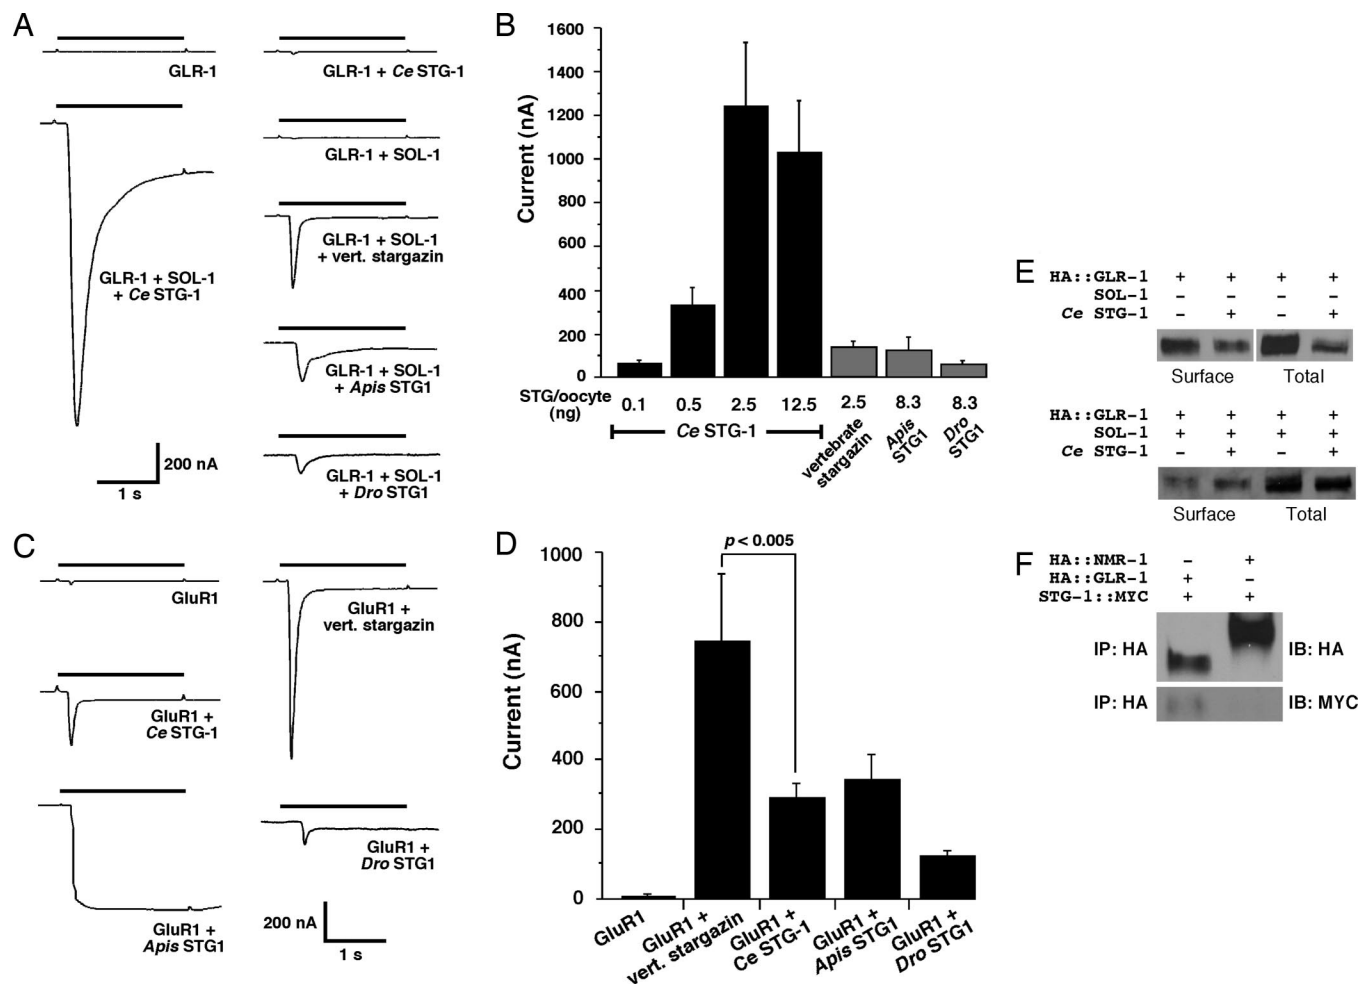 A
GLR-1
GLR-1 + SOL-1
+ Ce STG-1
200 nA
1 s
GLR-1 + Ce STG-1
GLR-1 + SOL-1
GLR-1 + SOL-1
+ vert. stargazin
GLR-1 + SOL-1
+ Apis STG1
GLR-1 + SOL-1
+ Dro STG1
B
Current (nA)
1600
1400
1200
1000
800
600
400
200
0
STG/oocyte
(ng)
0.1 0.5 2.5 12.5 2.5 8.3 8.3
Ce STG-1
vertebrate
stargazin
Apis
STG1
Dro
STG1
C
GluR1
GluR1 +
Ce STG-1
GluR1 +
Apis STG1
GluR1 +
vert. stargazin
GluR1 +
Dro STG1
200 nA
1 s
D
p < 0.005
Current (nA)
1000
800
600
400
200
0
GluR1
GluR1 +
vert. stargazin
GluR1 +
Ce STG-1
GluR1 +
Apis STG1
GluR1 +
Dro STG1
E
HA::GLR-1 + + + +
SOL-1 - - - -
Ce STG-1 - + - +
Surface Total
HA::GLR-1 + + + +
SOL-1 + + + +
Ce STG-1 - + - +
Surface Total
F
HA::NMR-1 - +
HA::GLR-1 + -
STG-1::MYC + +
IP: HA IB: HA
IP: HA IB: MYC